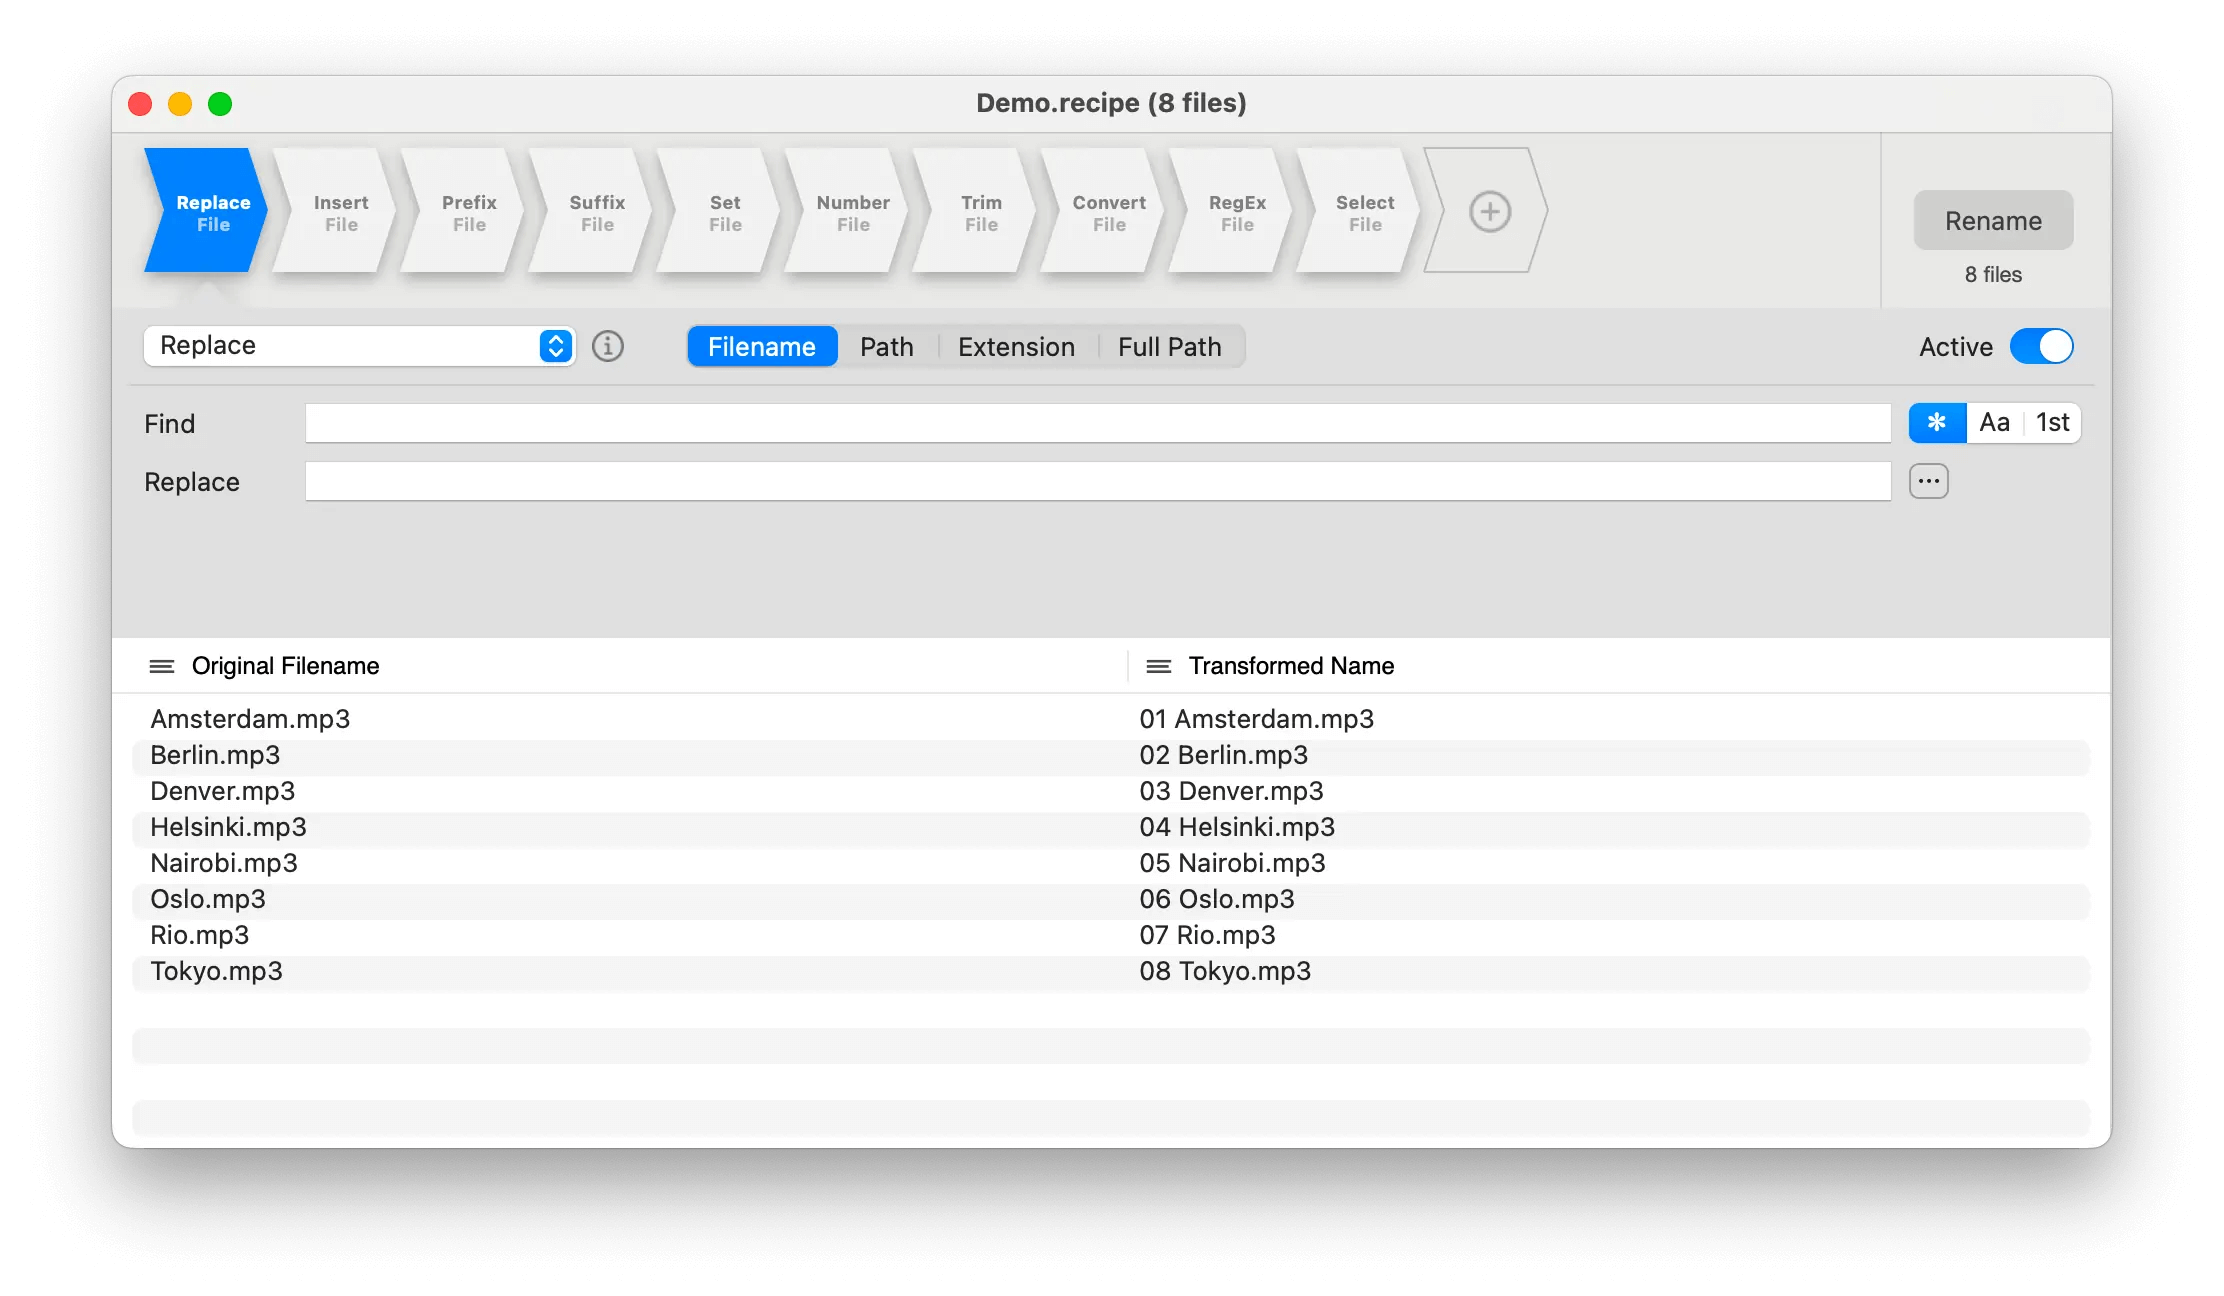 Demo.recipe (8 files)
Replace File
Insert File
Prefix File
Suffix File
Set File
Number File
Trim File
Convert File
RegEx File
Select File
Rename
8 files
Replace
Filename Path Extension Full Path
Active
Find
* Aa 1st
Replace
...
Original Filename Transformed Name
Amsterdam.mp3 01 Amsterdam.mp3
Berlin.mp3 02 Berlin.mp3
Denver.mp3 03 Denver.mp3
Helsinki.mp3 04 Helsinki.mp3
Nairobi.mp3 05 Nairobi.mp3
Oslo.mp3 06 Oslo.mp3
Rio.mp3 07 Rio.mp3
Tokyo.mp3 08 Tokyo.mp3